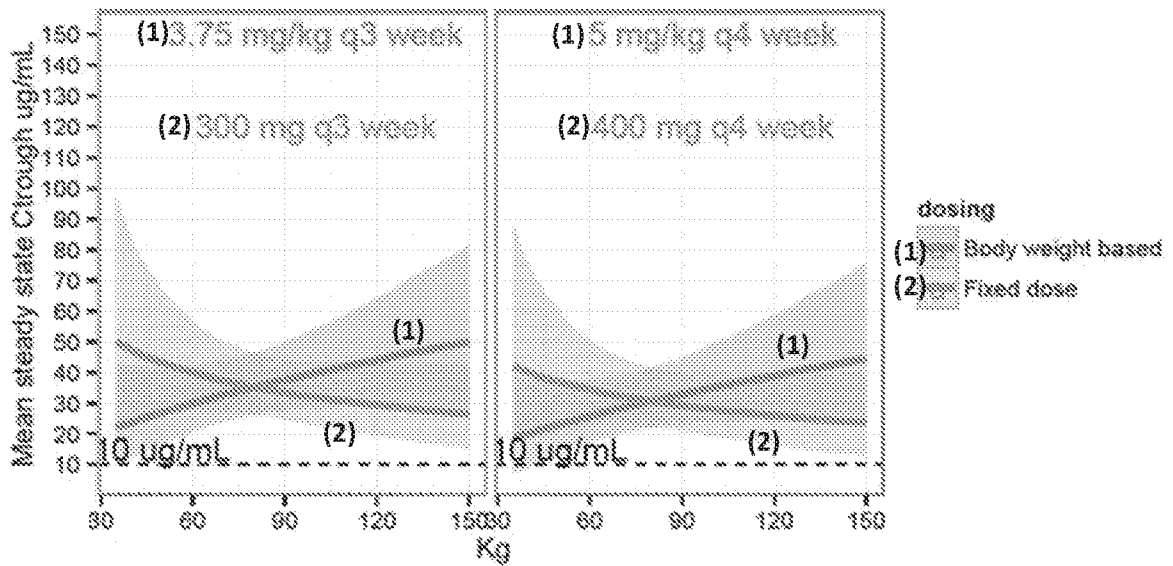 Mean steady state Ctrough ug/mL
150
140
130
120
110
100
90
80
70
60
50
40
30
20
10
(1) 3.75 mg/kg q3 week
(2) 300 mg q3 week
(1)
(2)
10 ug/mL
30 60 90 120 150
(1) 5 mg/kg q4 week
(2) 400 mg q4 week
(1)
(2)
10 ug/mL
30 60 90 120 150
Kg
dosing
(1) Body weight based
(2) Fixed dose